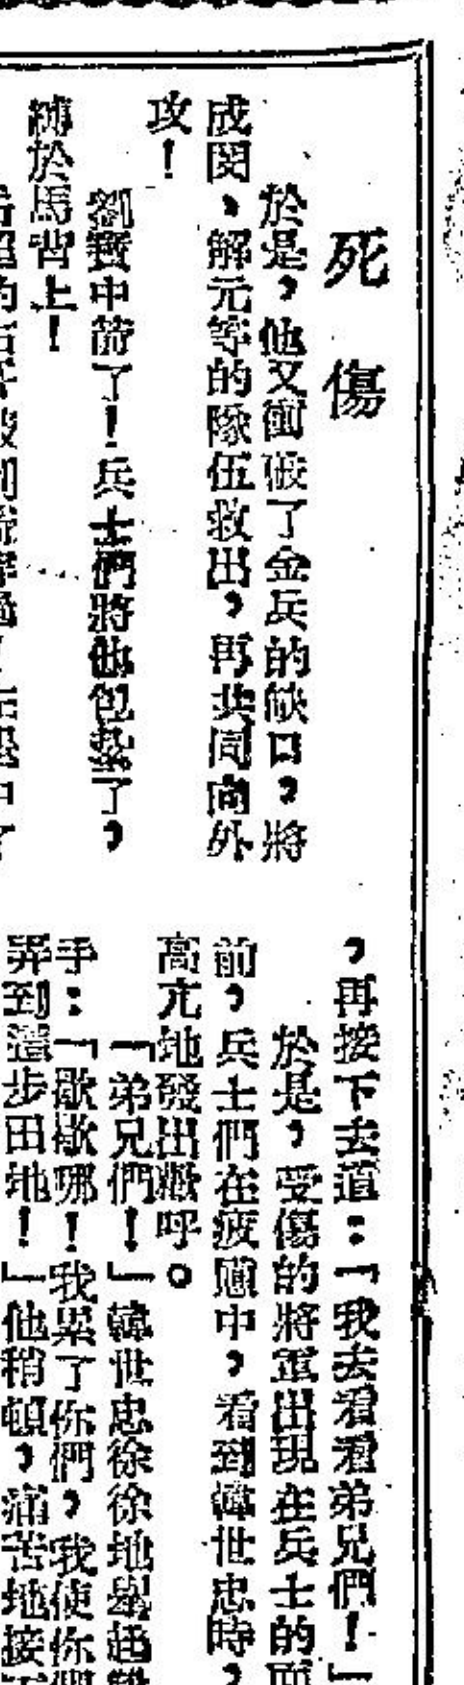 死傷
於是，他又衝破了金兵的缺口，將
成閔、解元等的隊伍救出，再共同向外
攻！
劉寶中箭了！兵士們將他包紮了，
縛於馬背上！
，再接下去道：「我去看看弟兄們！」
於是，受傷的將軍出現在兵士的面
前，兵士們在疲憊中，看到韓世忠時，
高亢地發出歡呼。
「弟兄們！」韓世忠徐徐地舉起雙
手：「歇歇哪！我累了你們，我使你們
弄到這步田地！」他稍頓，痛苦地接